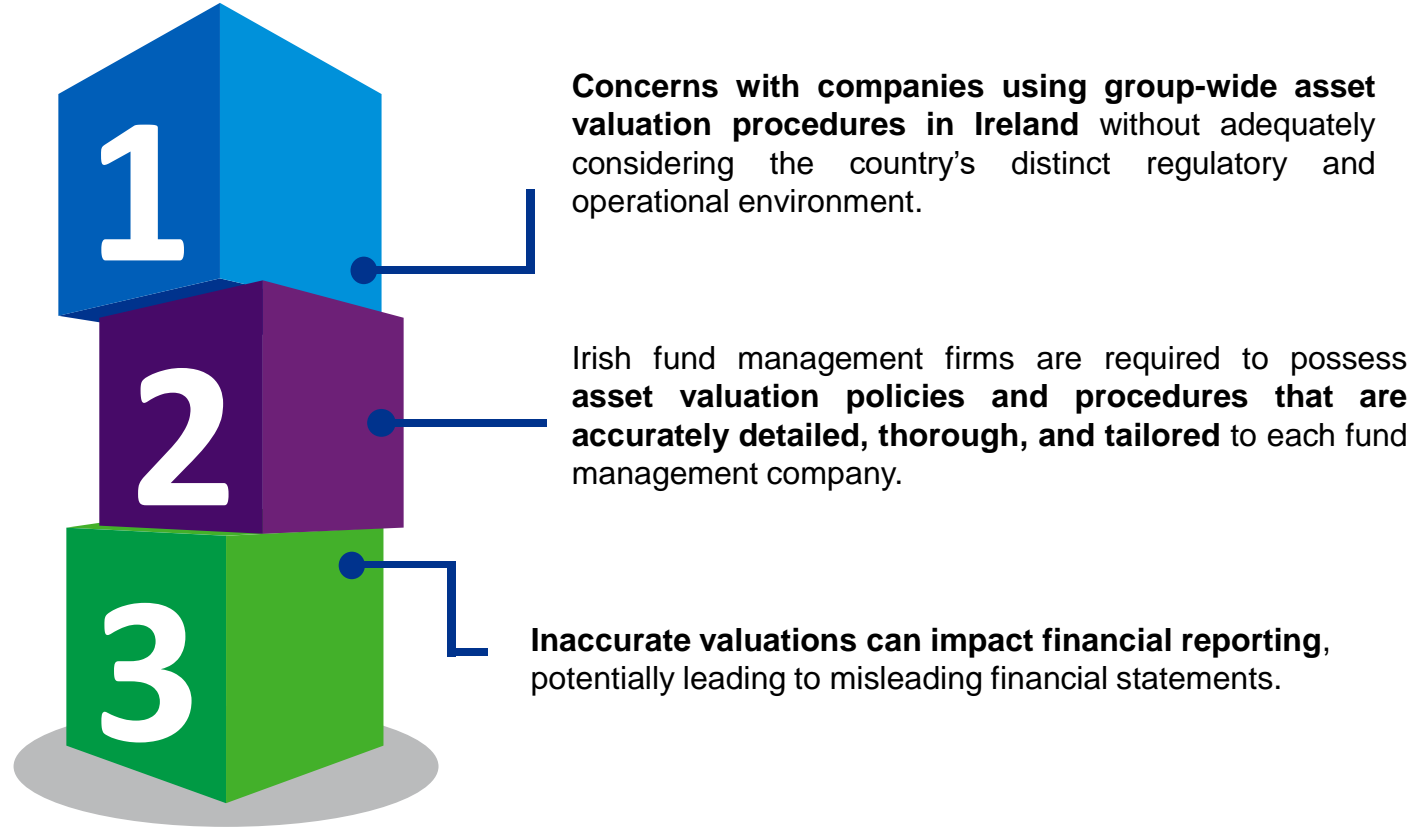 1
Concerns with companies using group-wide asset
valuation procedures in Ireland without adequately
considering the country’s distinct regulatory and
operational environment.
2
Irish fund management firms are required to possess
asset valuation policies and procedures that are
accurately detailed, thorough, and tailored to each fund
management company.
3
Inaccurate valuations can impact financial reporting,
potentially leading to misleading financial statements.